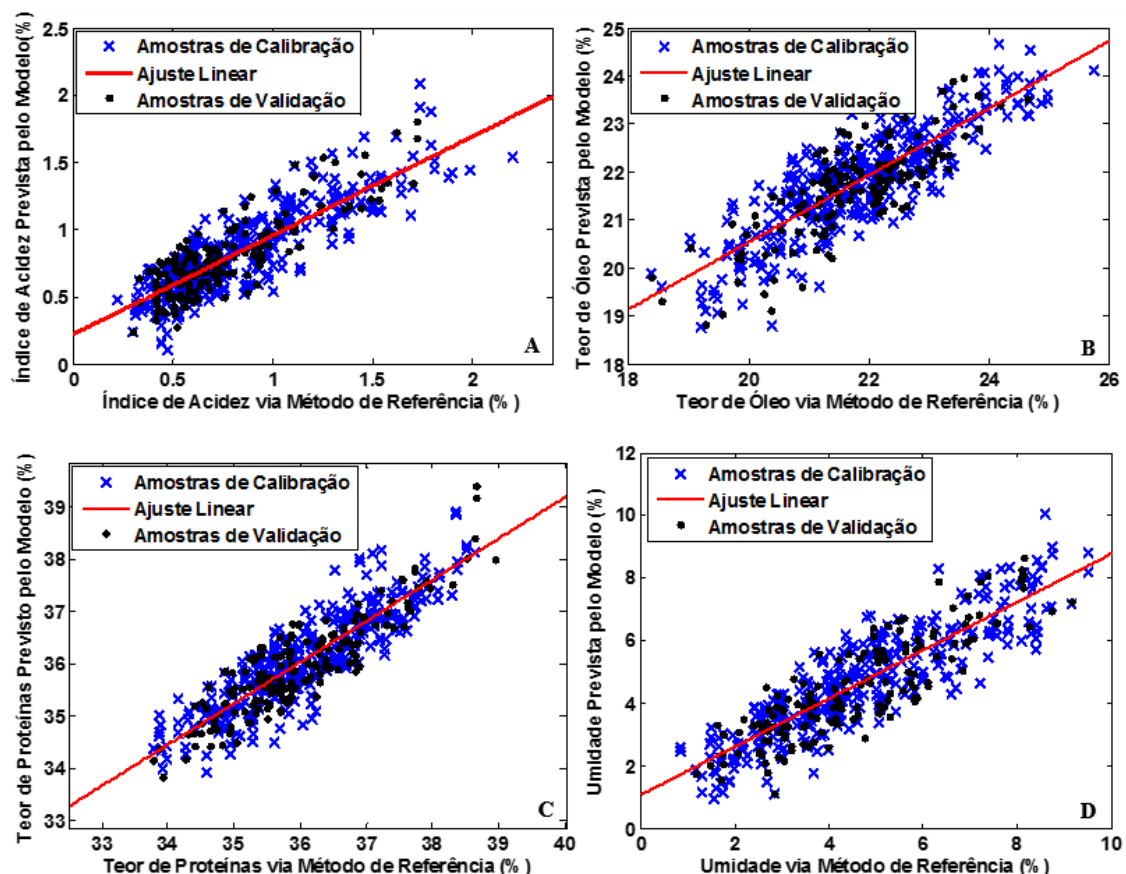 Índice de Acidez Prevista pelo Modelo(%)
2.5
2
1.5
1
0.5
0
Amostras de Calibração
Ajuste Linear
Amostras de Validação
A
0 0.5 1 1.5 2
Índice de Acidez via Método de Referência (% )
Teor de Óleo Prevista pelo Modelo (%)
25
24
23
22
21
20
19
18
Amostras de Calibração
Ajuste Linear
Amostras de Validação
B
18 20 22 24 26
Teor de Óleo via Método de Referência (% )
Teor de Proteínas Previsto pelo Modelo (%)
39
38
37
36
35
34
33
Amostras de Calibração
Ajuste Linear
Amostras de Validação
C
33 34 35 36 37 38 39 40
Teor de Proteínas via Método de Referência (% )
Umidade Prevista pelo Modelo (%)
12
10
8
6
4
2
0
Amostras de Calibração
Ajuste Linear
Amostras de Validação
D
0 2 4 6 8 10
Umidade via Método de Referência (% )